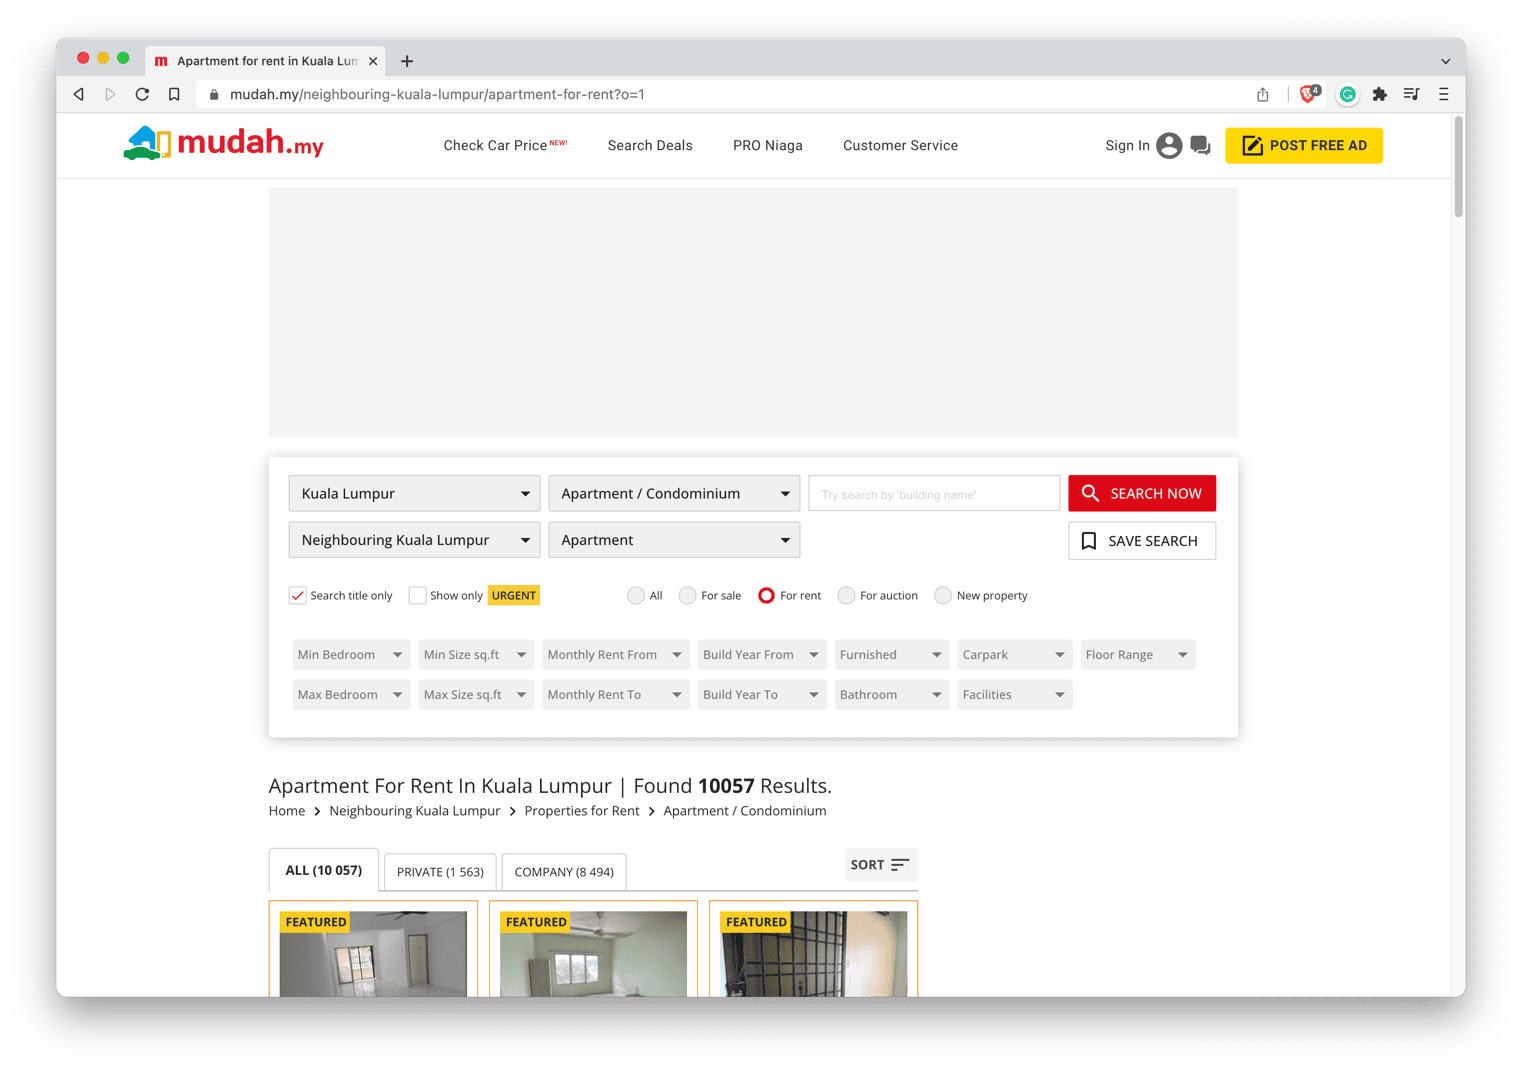 Apartment for rent in Kuala Lum
mudah.my/neighbouring-kuala-lumpur/apartment-for-rent?o=1
4
mudah.my
Check Car Price NEW!
Search Deals
PRO Niaga
Customer Service
Sign In
POST FREE AD
Kuala Lumpur
Apartment / Condominium
Try search by 'building name'
SEARCH NOW
Neighbouring Kuala Lumpur
Apartment
SAVE SEARCH
Search title only
Show only URGENT
All
For sale
For rent
For auction
New property
Min Bedroom
Min Size sq.ft
Monthly Rent From
Build Year From
Furnished
Carpark
Floor Range
Max Bedroom
Max Size sq.ft
Monthly Rent To
Build Year To
Bathroom
Facilities
Apartment For Rent In Kuala Lumpur | Found 10057 Results.
Home > Neighbouring Kuala Lumpur > Properties for Rent > Apartment / Condominium
ALL (10 057)
PRIVATE (1 563)
COMPANY (8 494)
SORT
FEATURED
FEATURED
FEATURED